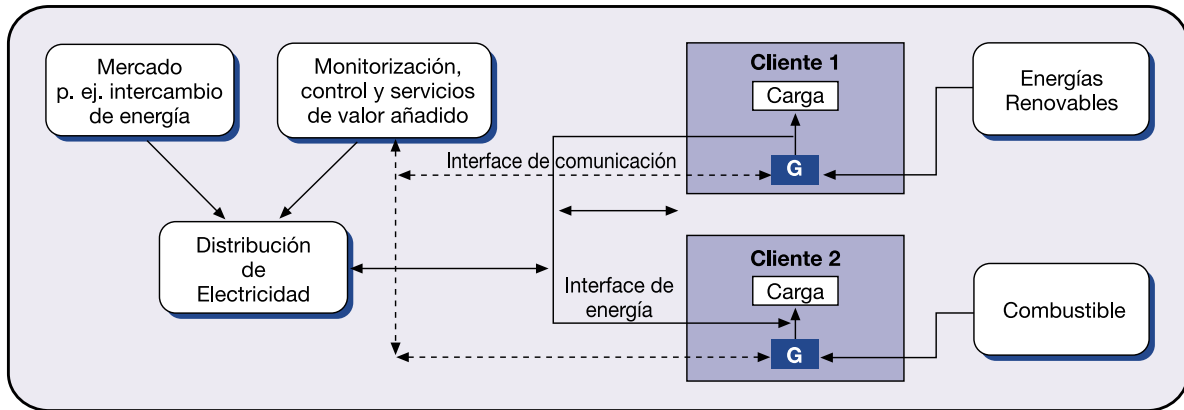 Mercado
p. ej. intercambio
de energía
Monitorización,
control y servicios
de valor añadido
Cliente 1
Carga
G
Energías
Renovables
Interface de comunicación
Distribución
de
Electricidad
Interface de
energía
Cliente 2
Carga
G
Combustible